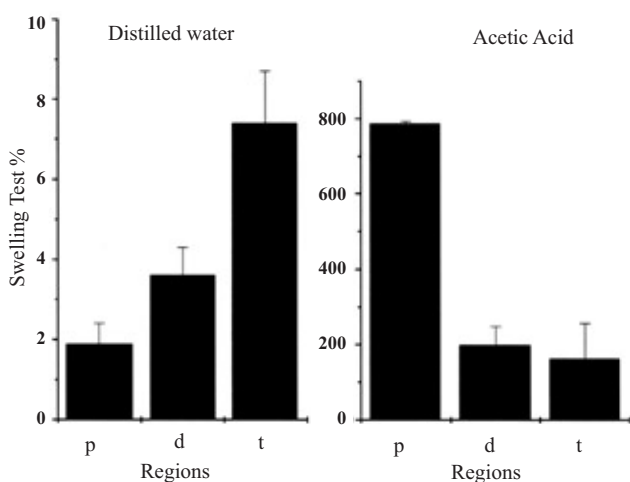 Distilled water
Swelling Test %
10
8
6
4
2
0
p d t
Regions
Acetic Acid
800
600
400
200
0
p d t
Regions